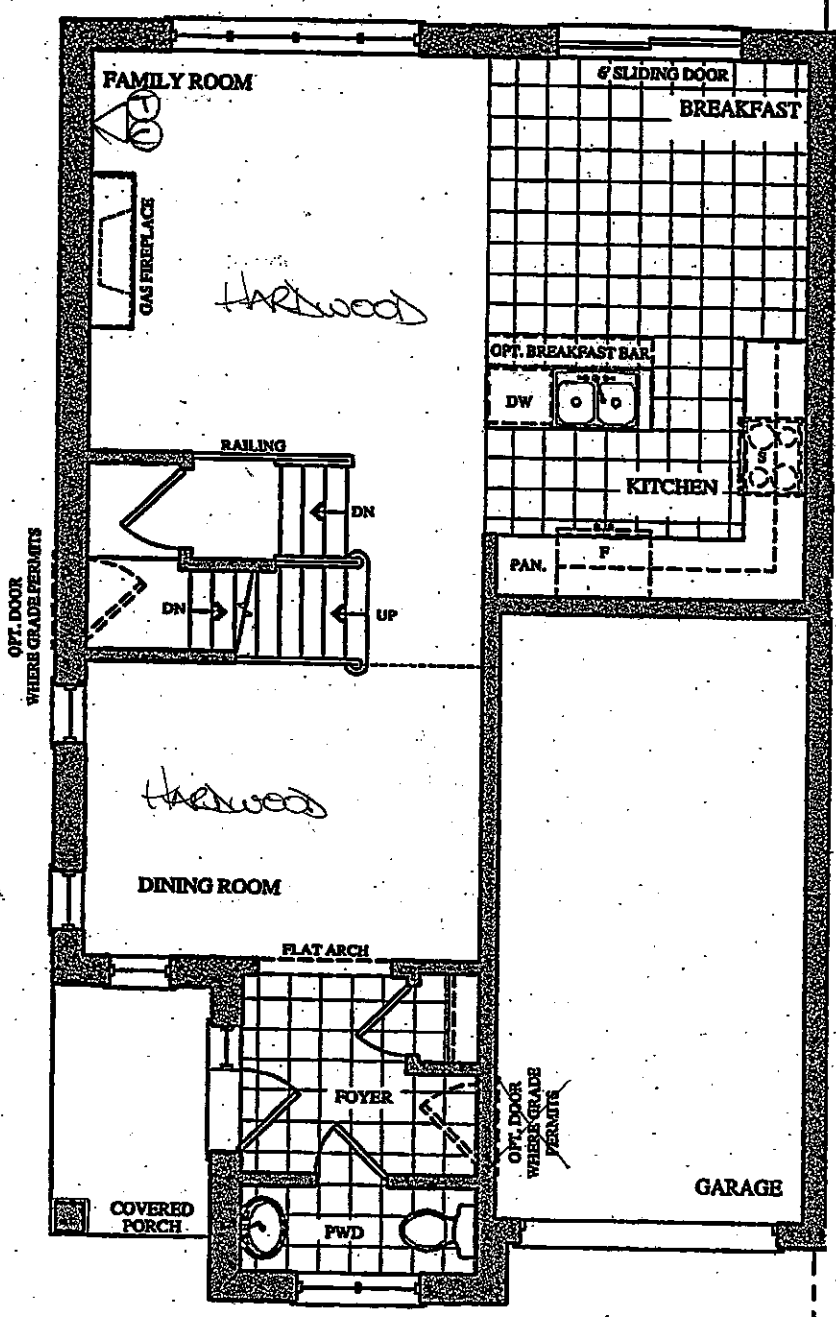 6' SLIDING DOOR
FAMILY ROOM
BREAKFAST
GAS FIREPLACE
HARDWOOD
OPT. BREAKFAST BAR
DW
S
RAILING
KITCHEN
DN
F
PAN.
OPT. DOOR
WHERE GRADE PERMITS
DN
UP
HARDWOOD
DINING ROOM
FLAT ARCH
FOYER
OPT. DOOR
WHERE GRADE
PERMITS
GARAGE
COVERED
PORCH
PWD